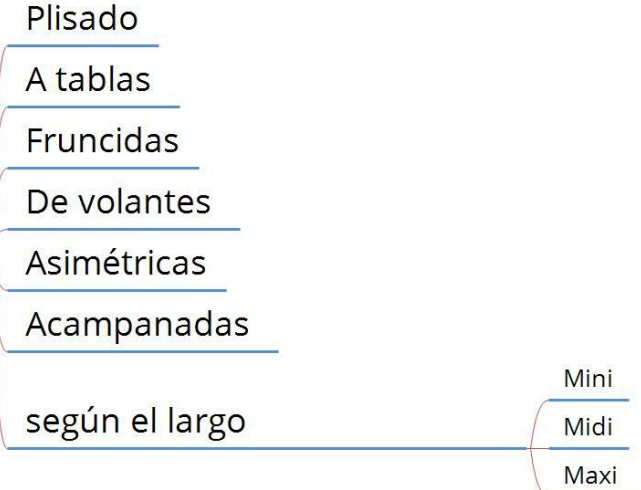 Plisado
A tablas
Fruncidas
De volantes
Asimétricas
Acampanadas
según el largo
Mini
Midi
Maxi